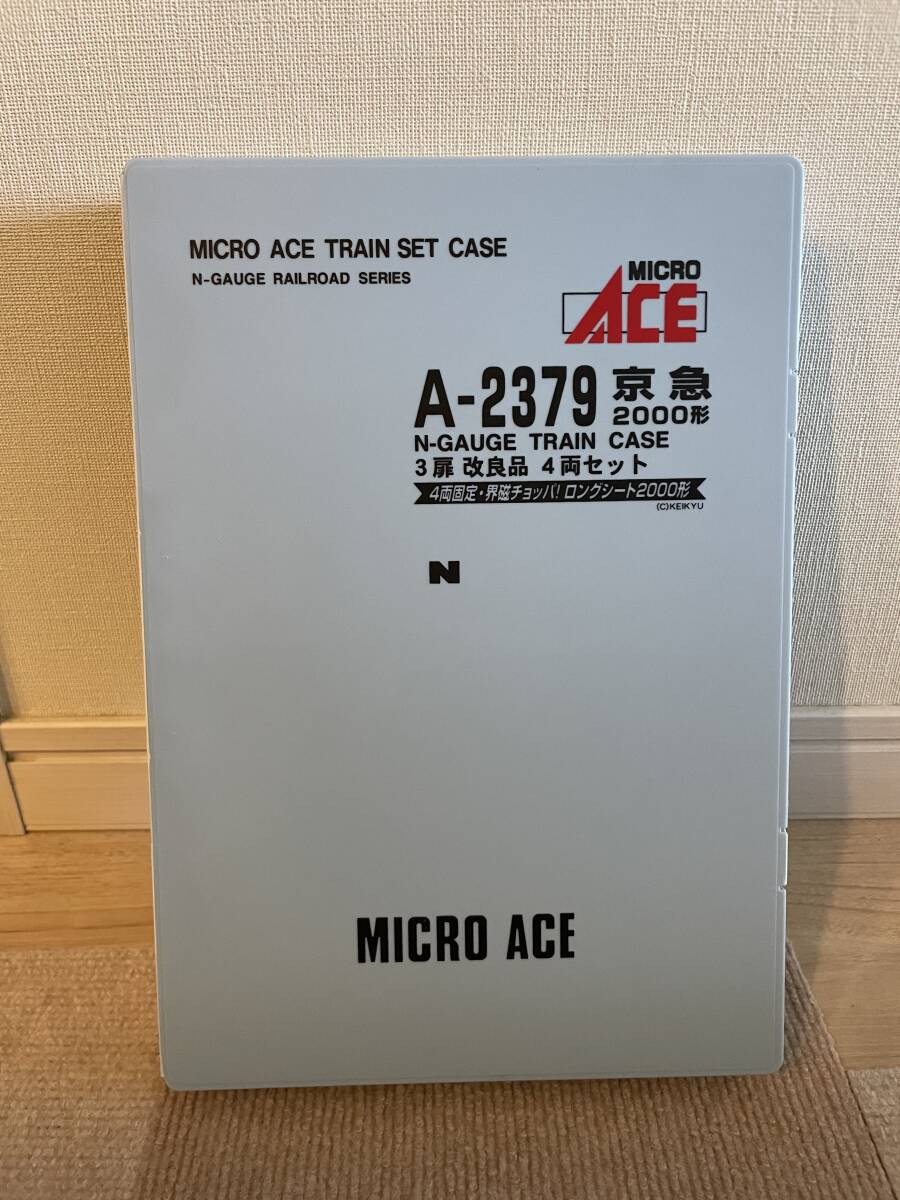 MICRO ACE TRAIN SET CASE
N-GAUGE RAILROAD SERIES
MICRO
ACE
A-2379 京急
2000形
N-GAUGE TRAIN CASE
3扉 改良品 4両セット
4両固定・界磁チョッパ! ロングシート2000形
(C)KEIKYU
N
MICRO ACE